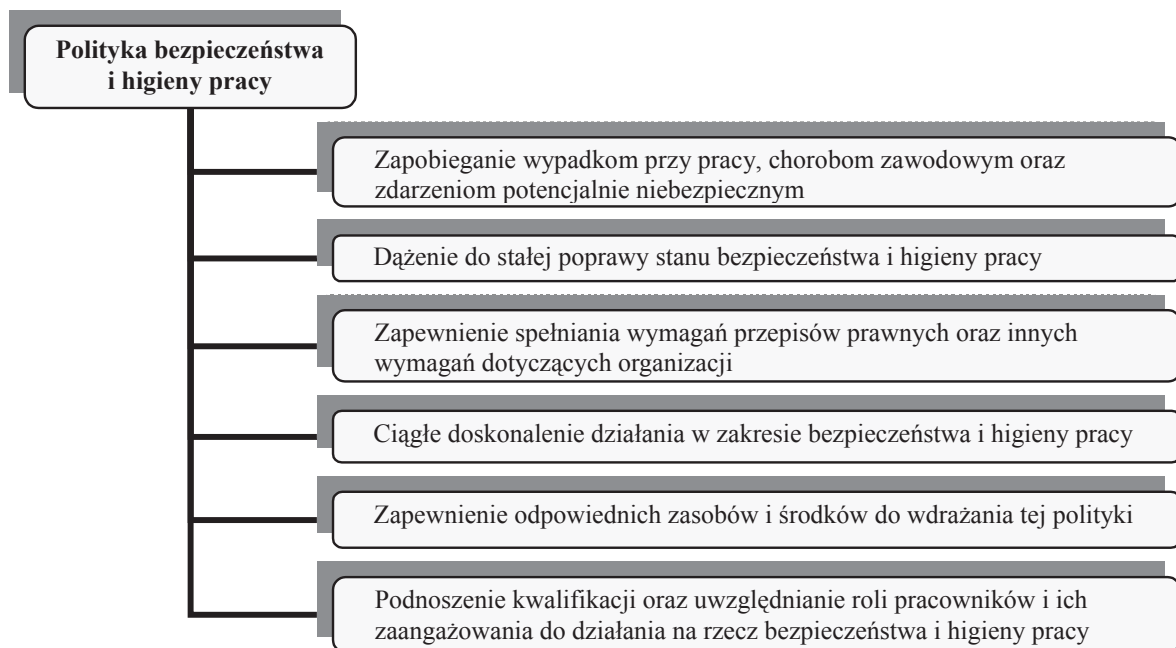 Polityka bezpieczeństwa
i higieny pracy
Zapobieganie wypadkom przy pracy, chorobom zawodowym oraz
zdarzeniom potencjalnie niebezpiecznym
Dążenie do stałej poprawy stanu bezpieczeństwa i higieny pracy
Zapewnienie spełniania wymagań przepisów prawnych oraz innych
wymagań dotyczących organizacji
Ciągłe doskonalenie działania w zakresie bezpieczeństwa i higieny pracy
Zapewnienie odpowiednich zasobów i środków do wdrażania tej polityki
Podnoszenie kwalifikacji oraz uwzględnianie roli pracowników i ich
zaangażowania do działania na rzecz bezpieczeństwa i higieny pracy